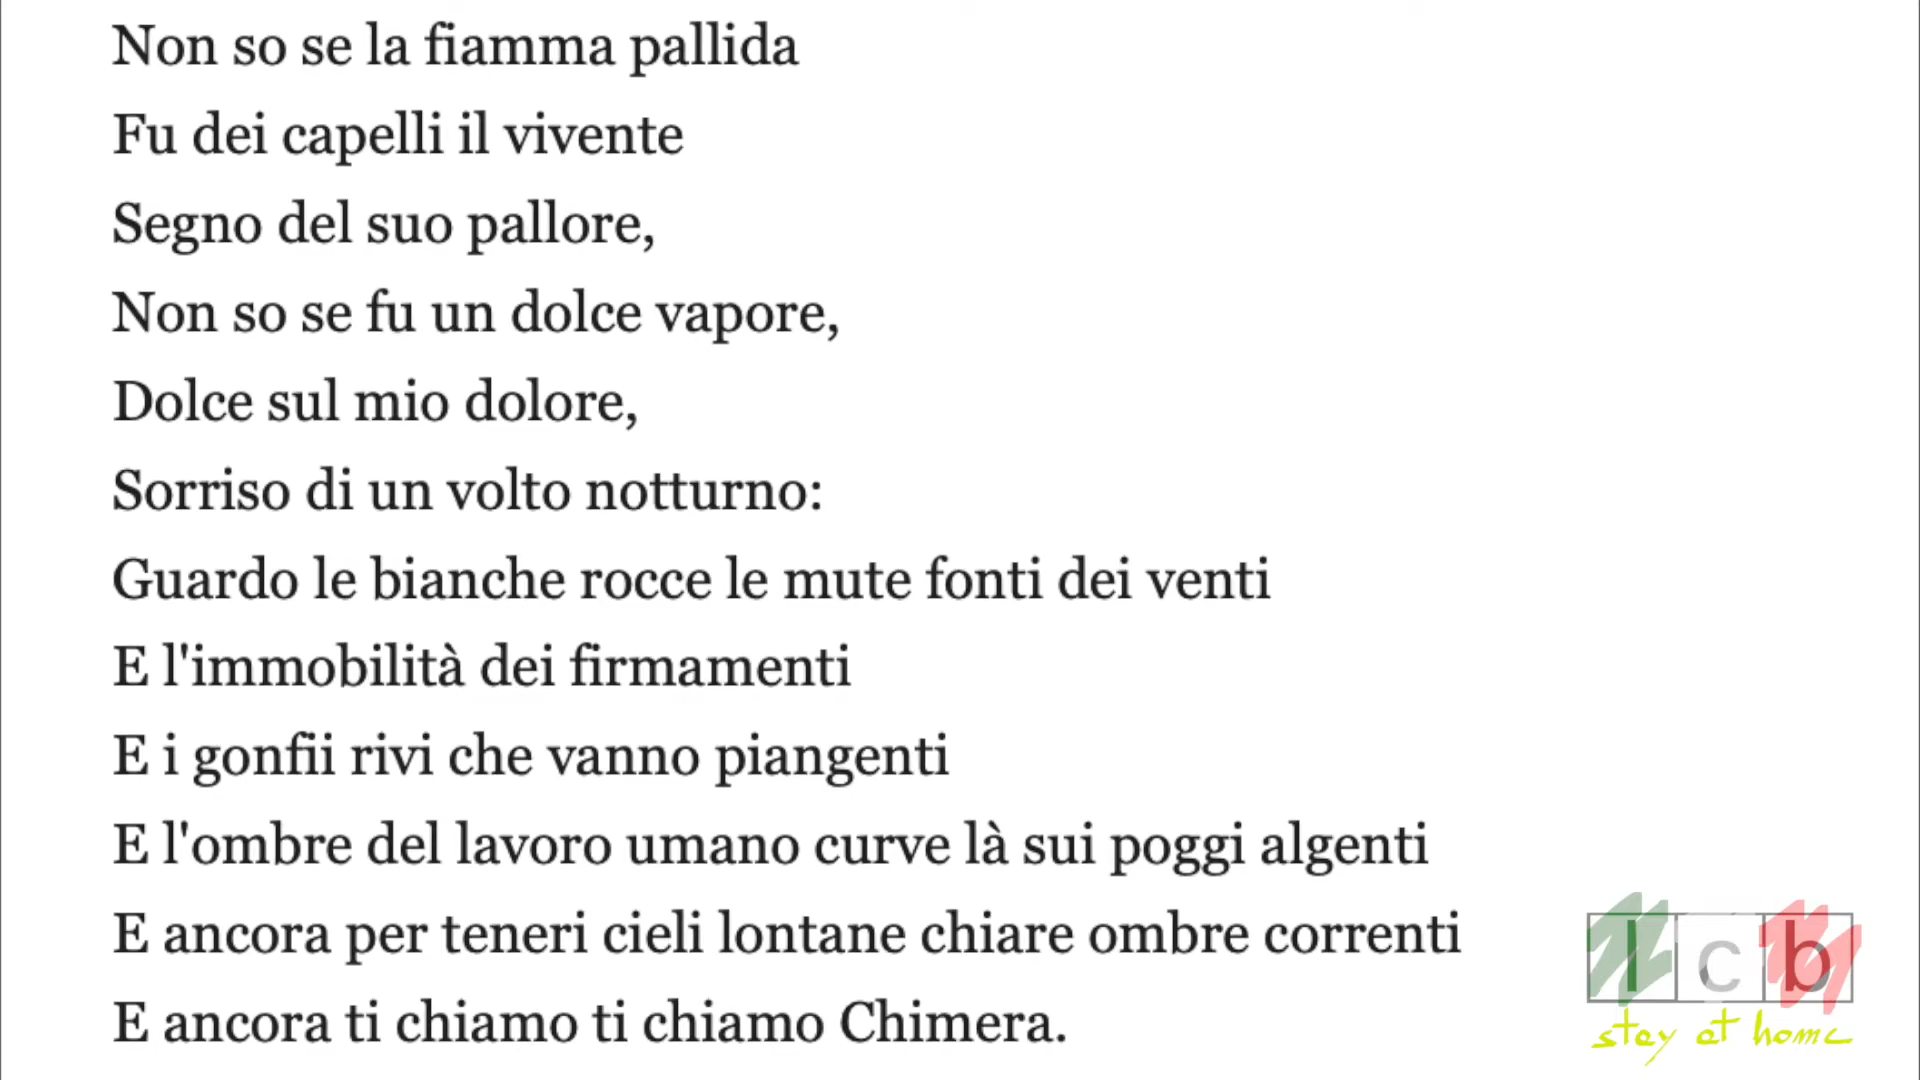 Non so se la fiamma pallida
Fu dei capelli il vivente
Segno del suo pallore,
Non so se fu un dolce vapore,
Dolce sul mio dolore,
Sorriso di un volto notturno:
Guardo le bianche rocce le mute fonti dei venti
E l'immobilità dei firmamenti
E i gonfii rivi che vanno piangenti
E l'ombre del lavoro umano curve là sui poggi algenti
E ancora per teneri cieli lontane chiare ombre correnti
E ancora ti chiamo ti chiamo Chimera.
l c b
stay at home